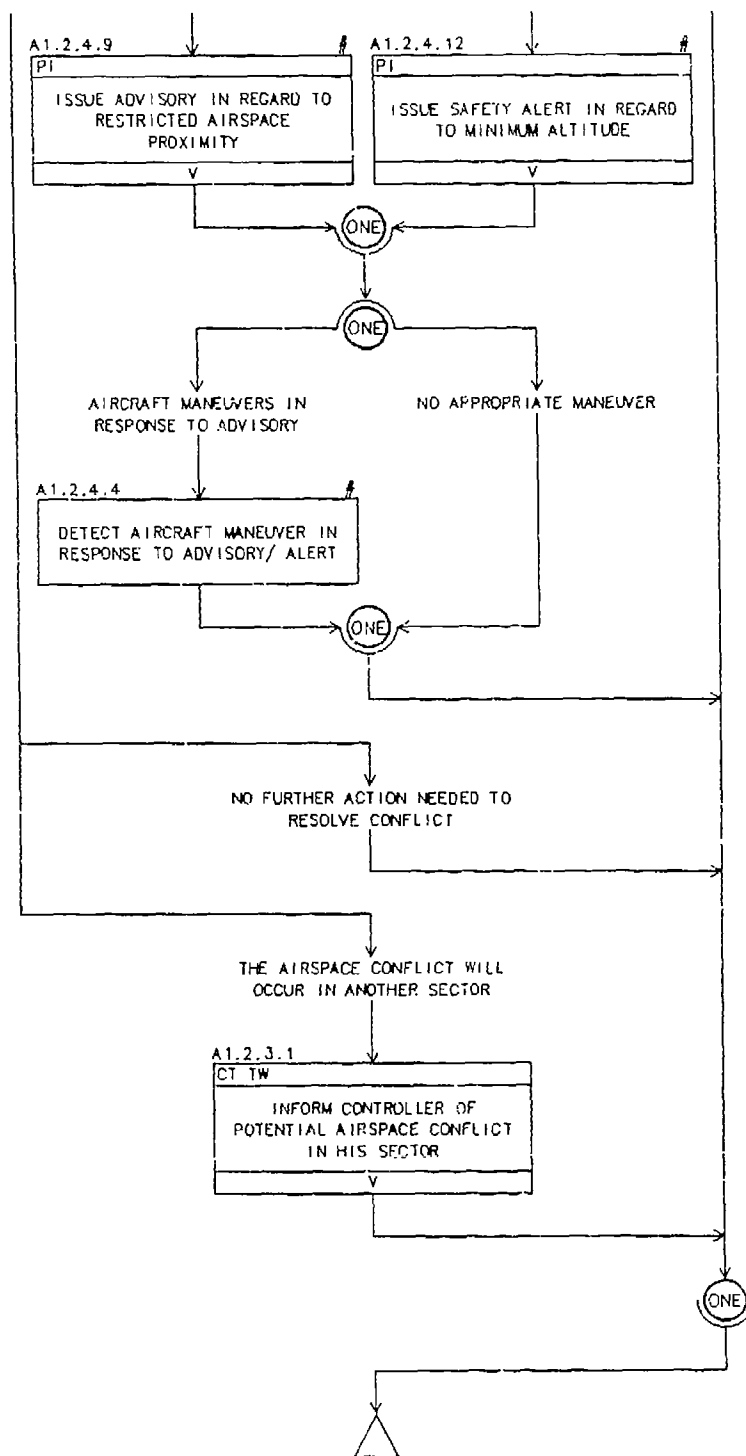 A1.2.4.9 #
PI
ISSUE ADVISORY IN REGARD TO
RESTRICTED AIRSPACE
PROXIMITY
V
A1.2.4.12 #
PI
ISSUE SAFETY ALERT IN REGARD
TO MINIMUM ALTITUDE
V
ONE
ONE
AIRCRAFT MANEUVERS IN
RESPONSE TO ADVISORY
NO APPROPRIATE MANEUVER
A1.2.4.4 #
DETECT AIRCRAFT MANEUVER IN
RESPONSE TO ADVISORY/ ALERT
ONE
NO FURTHER ACTION NEEDED TO
RESOLVE CONFLICT
THE AIRSPACE CONFLICT WILL
OCCUR IN ANOTHER SECTOR
A1.2.3.1
CT TW
INFORM CONTROLLER OF
POTENTIAL AIRSPACE CONFLICT
IN HIS SECTOR
V
ONE